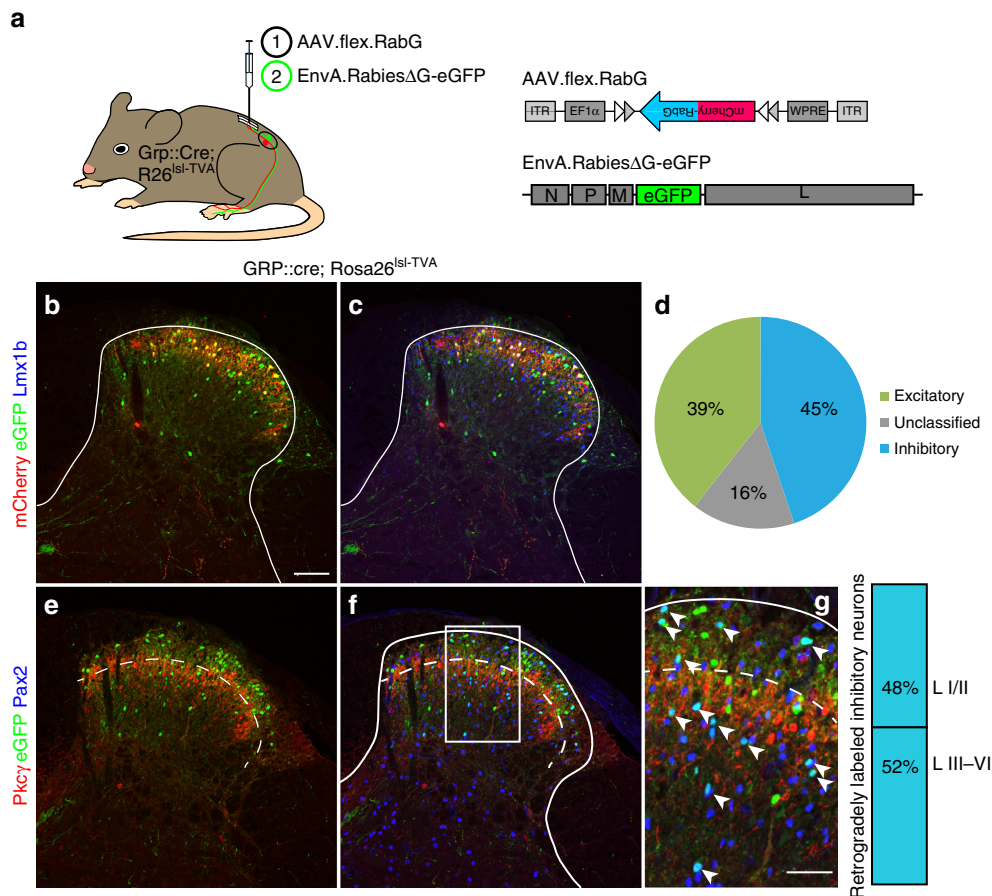 a
1 AAV.flex.RabG
2 EnvA.RabiesΔG-eGFP
Grp::Cre;
R26lsl-TVA
AAV.flex.RabG
ITR EF1α mCherry-RabG WPRE ITR
EnvA.RabiesΔG-eGFP
N P M eGFP L
GRP::cre; Rosa26lsl-TVA
b
c
mCherry eGFP Lmx1b
d
39%
45%
16%
Excitatory
Unclassified
Inhibitory
e
f
g
Pkcγ eGFP Pax2
Retrogradely labeled inhibitory neurons
48% L I/II
52% L III–VI